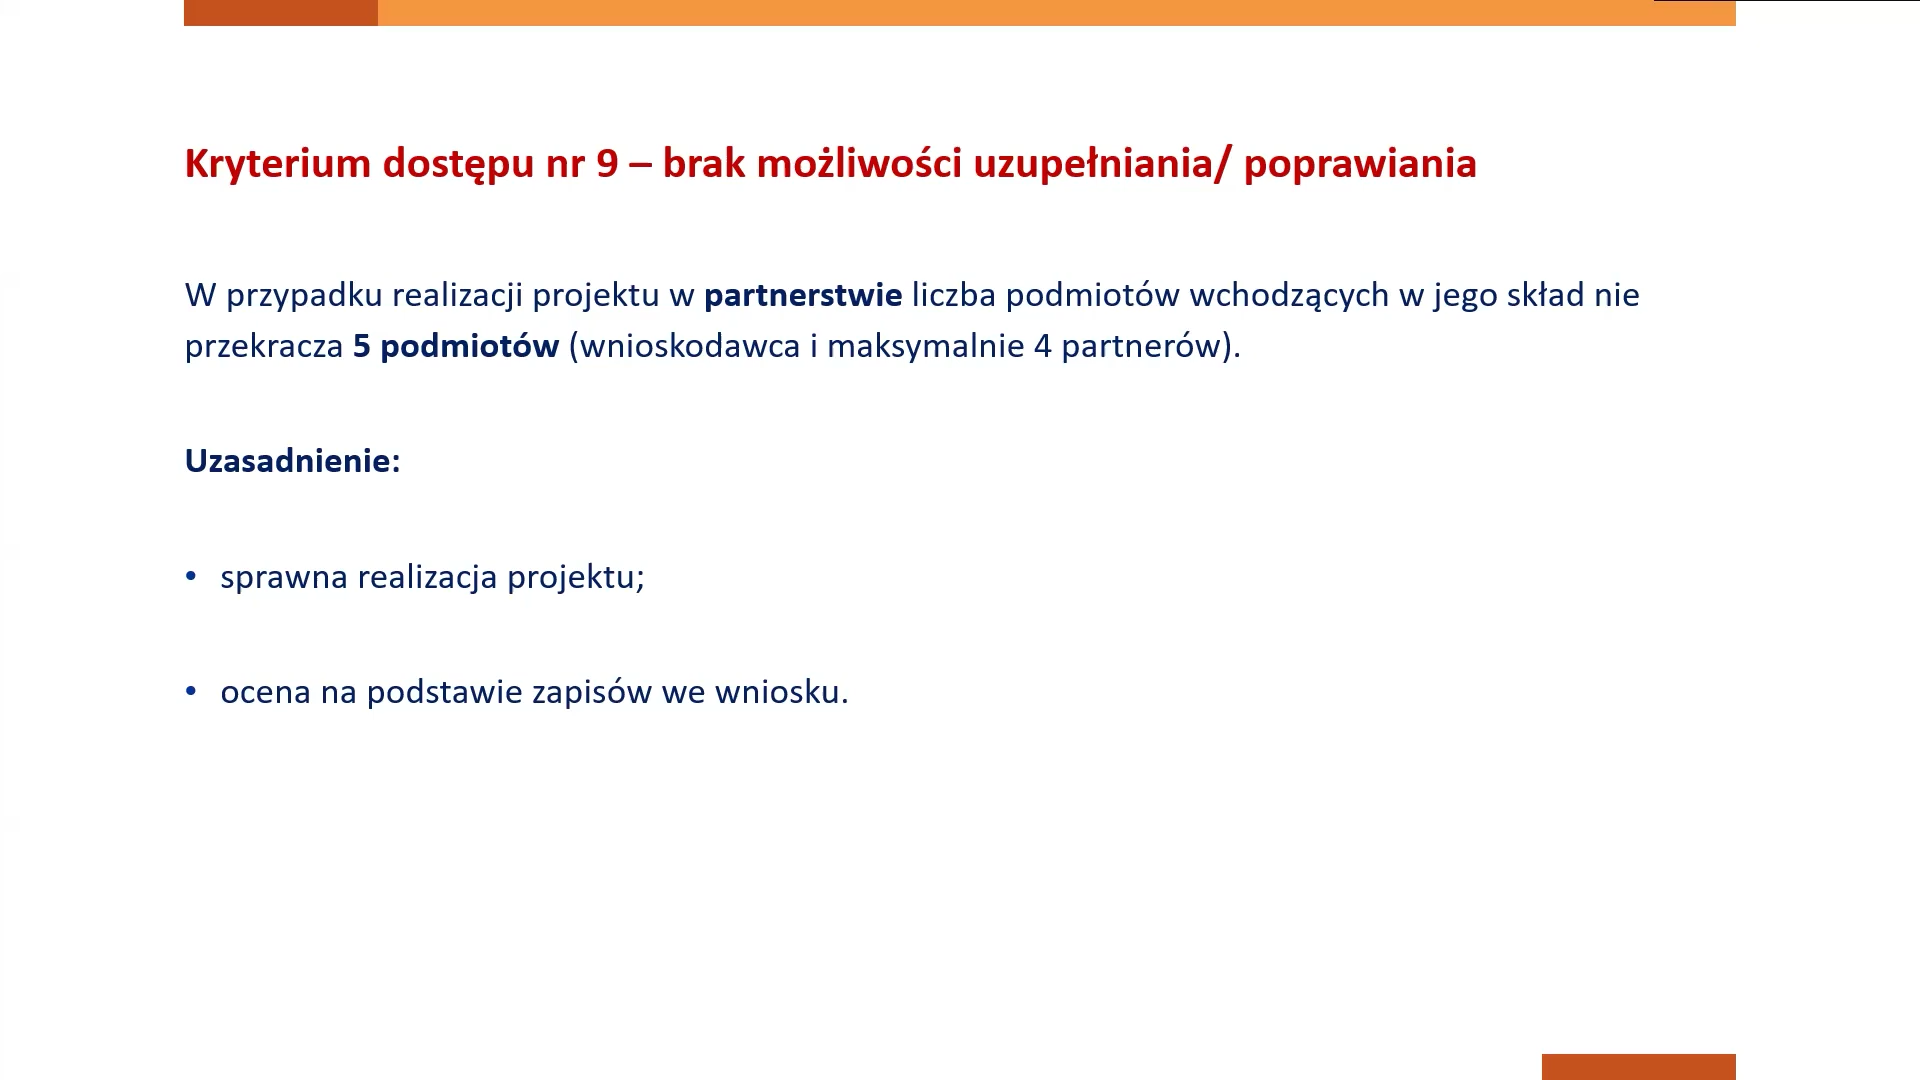 Kryterium dostępu nr 9 – brak możliwości uzupełniania/ poprawiania
W przypadku realizacji projektu w partnerstwie liczba podmiotów wchodzących w jego skład nie
przekracza 5 podmiotów (wnioskodawca i maksymalnie 4 partnerów).
Uzasadnienie:
• sprawna realizacja projektu;
• ocena na podstawie zapisów we wniosku.